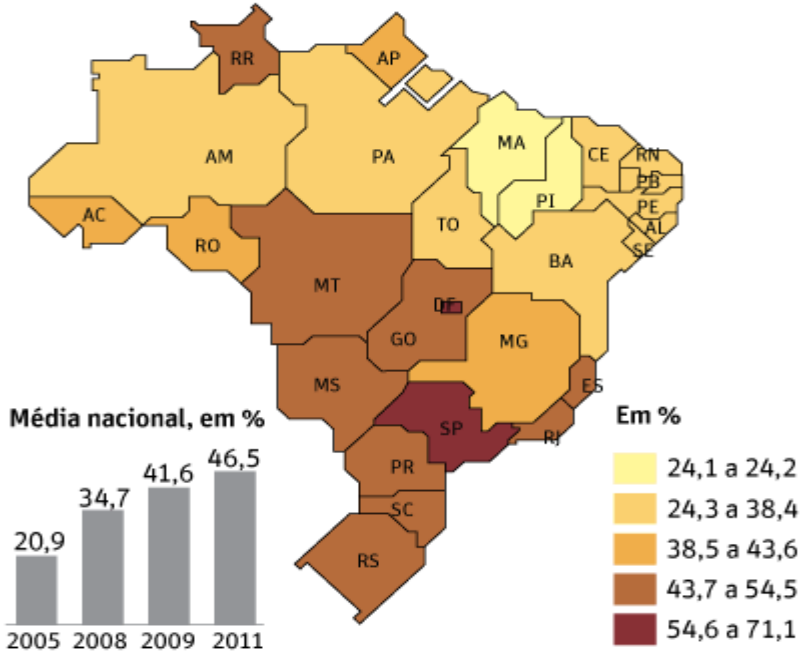 RR
AP
AM
PA
MA
CE
RN
PB
PI
PE
AL
SE
AC
TO
RO
BA
MT
DF
GO
MG
MS
ES
SP
RJ
PR
SC
RS
Média nacional, em %
20,9
34,7
41,6
46,5
2005 2008 2009 2011
Em %
24,1 a 24,2
24,3 a 38,4
38,5 a 43,6
43,7 a 54,5
54,6 a 71,1